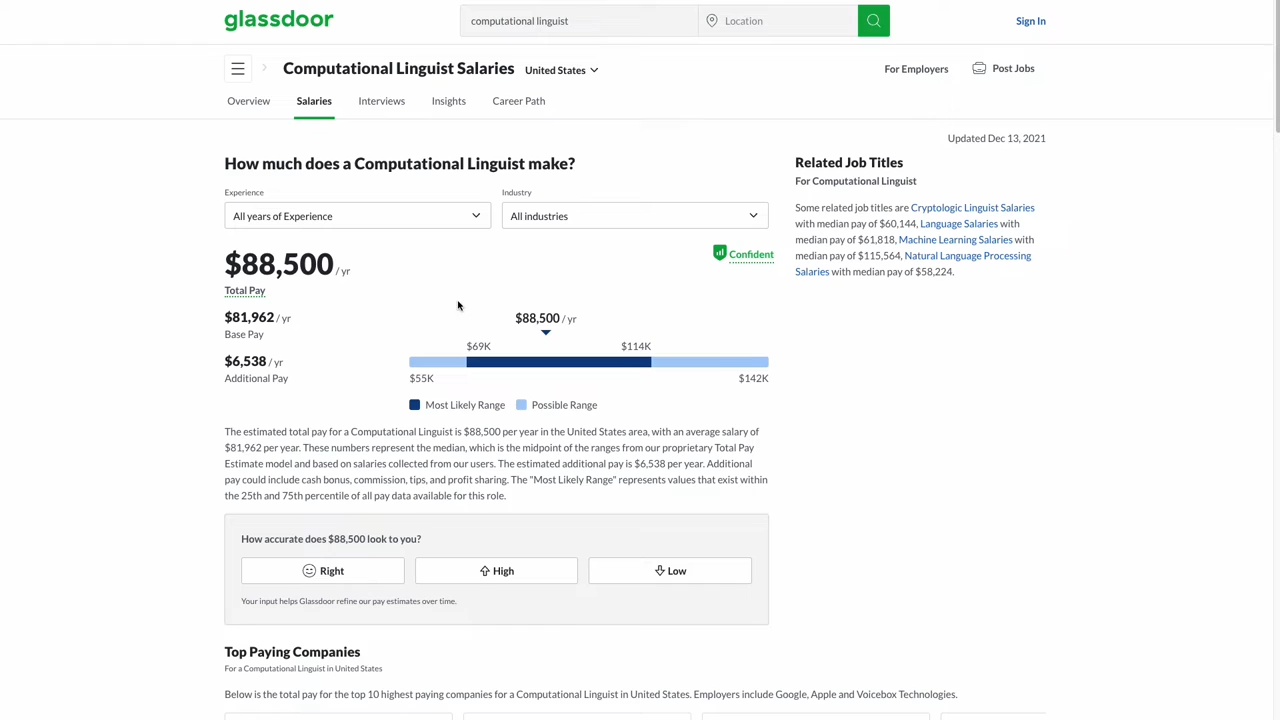 glassdoor
computational linguist
Location
Sign In
Computational Linguist Salaries
United States
For Employers
Post Jobs
Overview
Salaries
Interviews
Insights
Career Path
Updated Dec 13, 2021
How much does a Computational Linguist make?
Experience
Industry
All years of Experience
All industries
$88,500 / yr
Confident
Total Pay
$81,962 / yr
Base Pay
$6,538 / yr
Additional Pay
$88,500 / yr
$69K
$114K
$55K
$142K
Most Likely Range
Possible Range
The estimated total pay for a Computational Linguist is $88,500 per year in the United States area, with an average salary of
$81,962 per year. These numbers represent the median, which is the midpoint of the ranges from our proprietary Total Pay
Estimate model and based on salaries collected from our users. The estimated additional pay is $6,538 per year. Additional
pay could include cash bonus, commission, tips, and profit sharing. The "Most Likely Range" represents values that exist within
the 25th and 75th percentile of all pay data available for this role.
How accurate does $88,500 look to you?
Right
High
Low
Your input helps Glassdoor refine our pay estimates over time.
Related Job Titles
For Computational Linguist
Some related job titles are Cryptologic Linguist Salaries
with median pay of $60,144, Language Salaries with
median pay of $61,818, Machine Learning Salaries with
median pay of $115,564, Natural Language Processing
Salaries with median pay of $58,224.
Top Paying Companies
For a Computational Linguist in United States
Below is the total pay for the top 10 highest paying companies for a Computational Linguist in United States. Employers include Google, Apple and Voicebox Technologies.